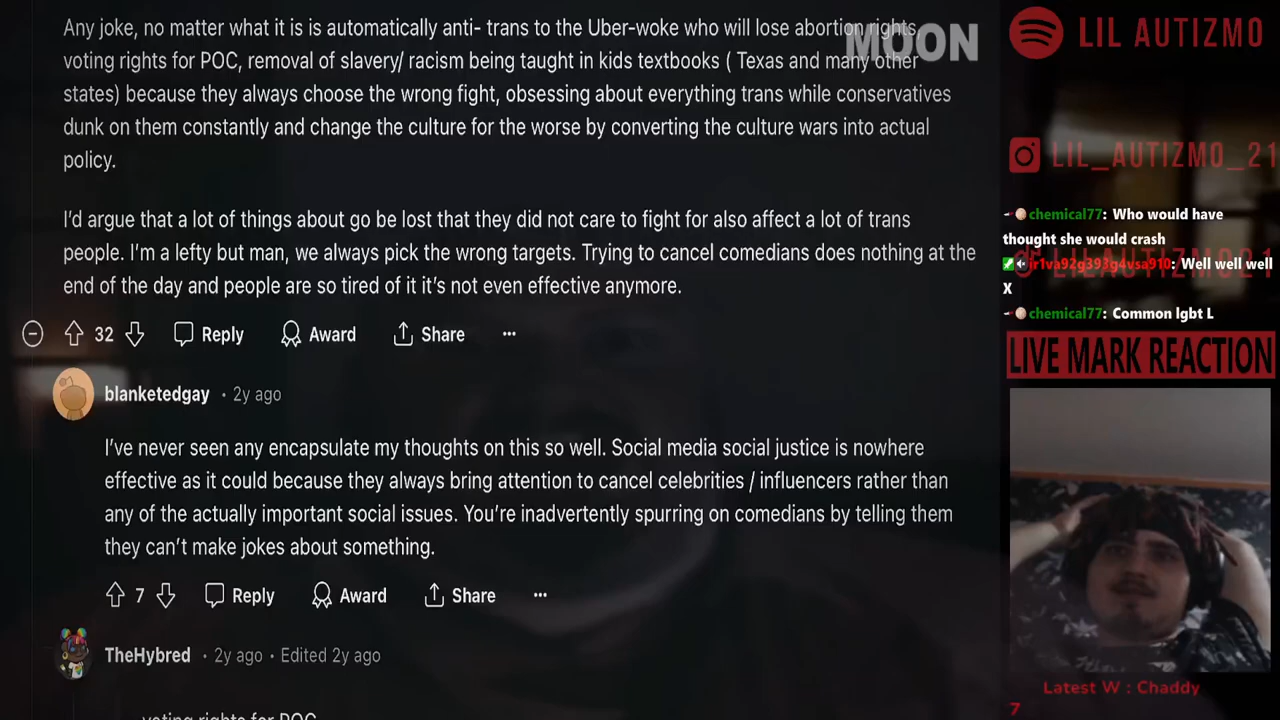 Any joke, no matter what it is is automatically anti- trans to the Uber-woke who will lose abortion rights,
voting rights for POC, removal of slavery/ racism being taught in kids textbooks ( Texas and many other
states) because they always choose the wrong fight, obsessing about everything trans while conservatives
dunk on them constantly and change the culture for the worse by converting the culture wars into actual
policy.
I'd argue that a lot of things about go be lost that they did not care to fight for also affect a lot of trans
people. I'm a lefty but man, we always pick the wrong targets. Trying to cancel comedians does nothing at the
end of the day and people are so tired of it it's not even effective anymore.
32 Reply Award Share ...
blanketedgay · 2y ago
I've never seen any encapsulate my thoughts on this so well. Social media social justice is nowhere
effective as it could because they always bring attention to cancel celebrities / influencers rather than
any of the actually important social issues. You're inadvertently spurring on comedians by telling them
they can't make jokes about something.
7 Reply Award Share ...
TheHybred · 2y ago · Edited 2y ago
voting rights for POC
MOON
LIL AUTIZMO
LIL_AUTIZMO_21
chemical77: Who would have
thought she would crash
ir1va92g393g4vsa910: Well well well
X
chemical77: Common lgbt L
LIVE MARK REACTION
Latest W : Chaddy
7